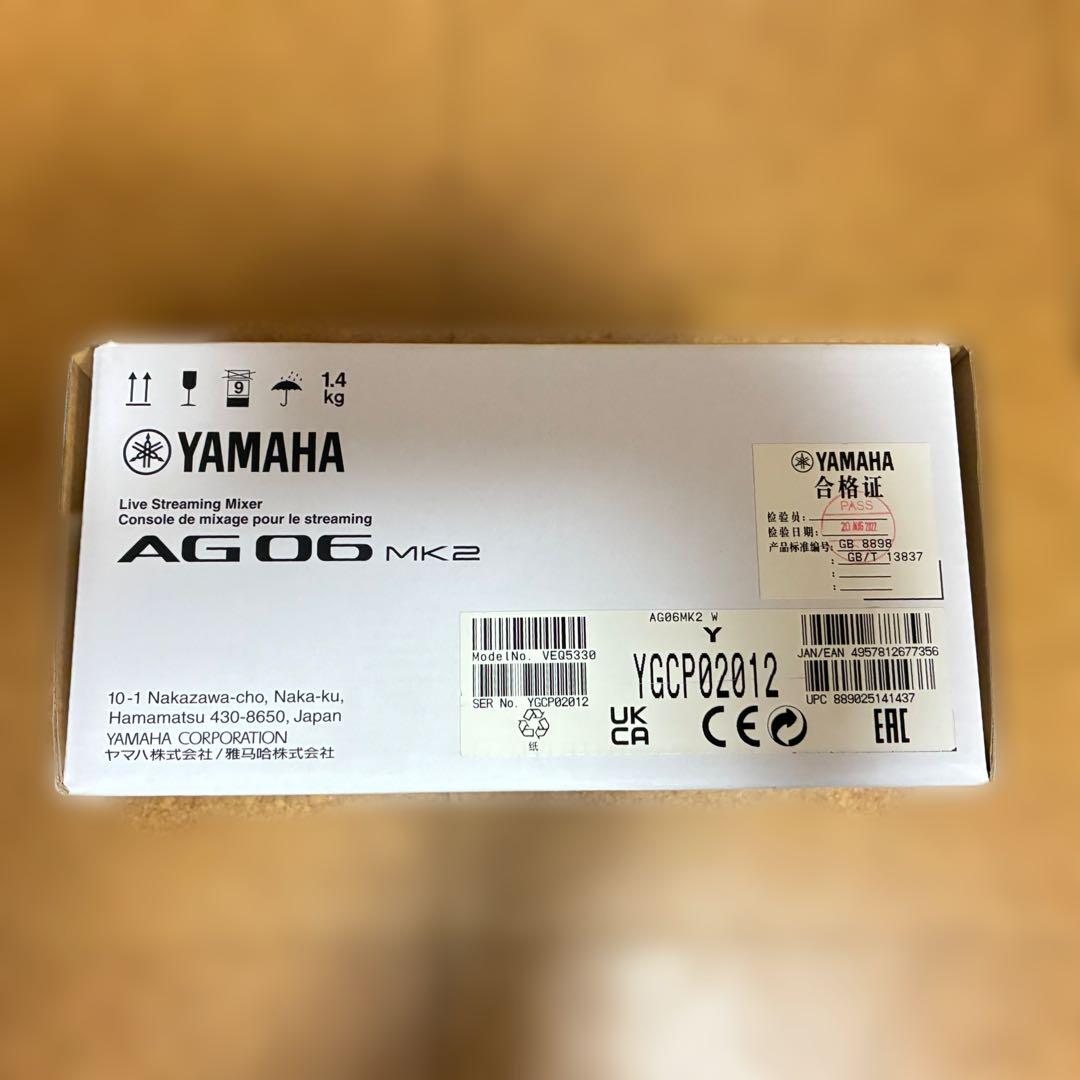 9
1.4
kg
YAMAHA
Live Streaming Mixer
Console de mixage pour le streaming
AG 06 MK2
10-1 Nakazawa-cho, Naka-ku,
Hamamatsu 430-8650, Japan
YAMAHA CORPORATION
ヤマハ株式会社 / 雅马哈株式会社
YAMAHA
合格证
PASS
检验员:
检验日期:
20 AUG 2022
产品标准编号: GB 8898
: GB/T 13837
:
:
AG06MK2 W
Y
ModelNo. VEQ5330
YGCP02012
JAN/EAN 4957812677356
SER No. YGCP02012
UPC 889025141437
纸
UK
CA
CE
EAC